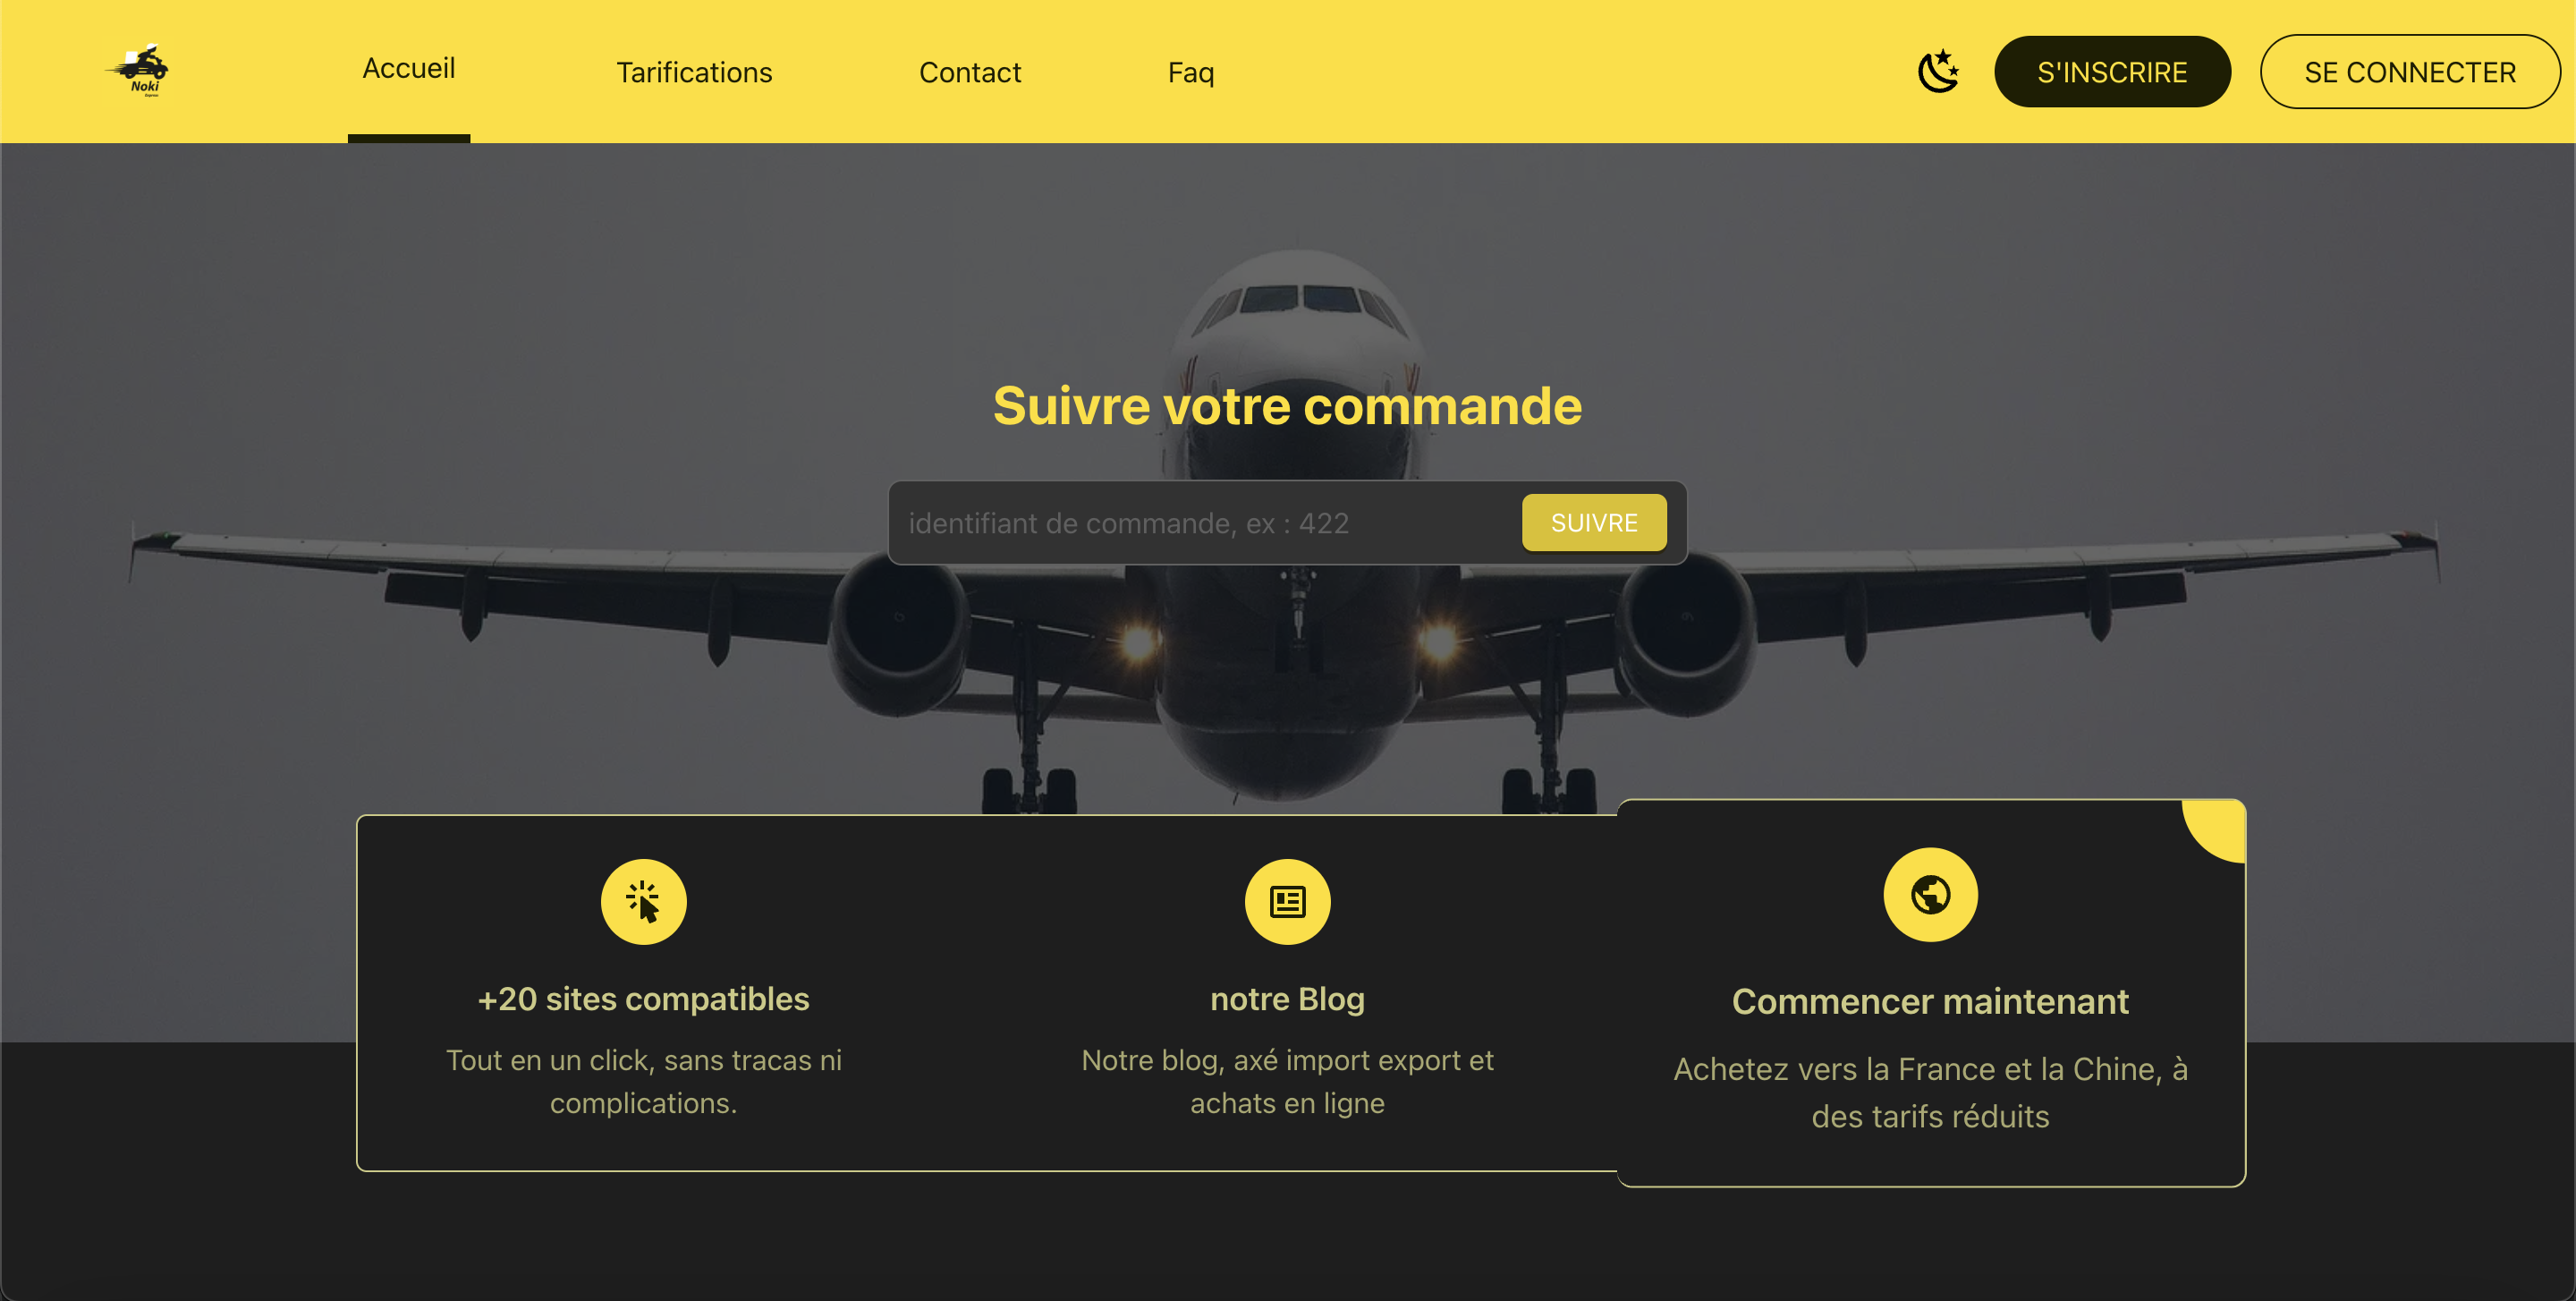 Noki
Accueil
Tarifications
Contact
Faq
S'INSCRIRE
SE CONNECTER
Suivre votre commande
identifiant de commande, ex : 422
SUIVRE
+20 sites compatibles
Tout en un click, sans tracas ni
complications.
notre Blog
Notre blog, axé import export et
achats en ligne
Commencer maintenant
Achetez vers la France et la Chine, à
des tarifs réduits